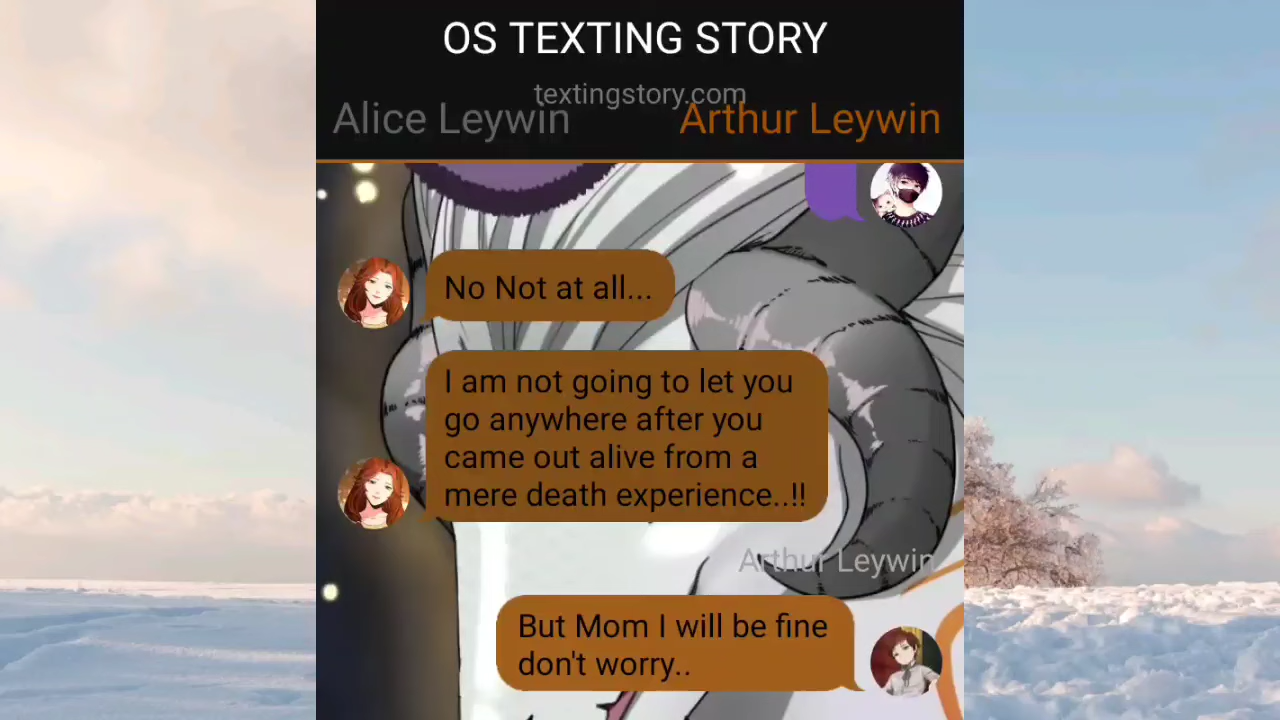 OS TEXTING STORY
textingstory.com
Alice Leywin
Arthur Leywin
No Not at all...
I am not going to let you
go anywhere after you
came out alive from a
mere death experience..!!
Arthur Leywin
But Mom I will be fine
don't worry..